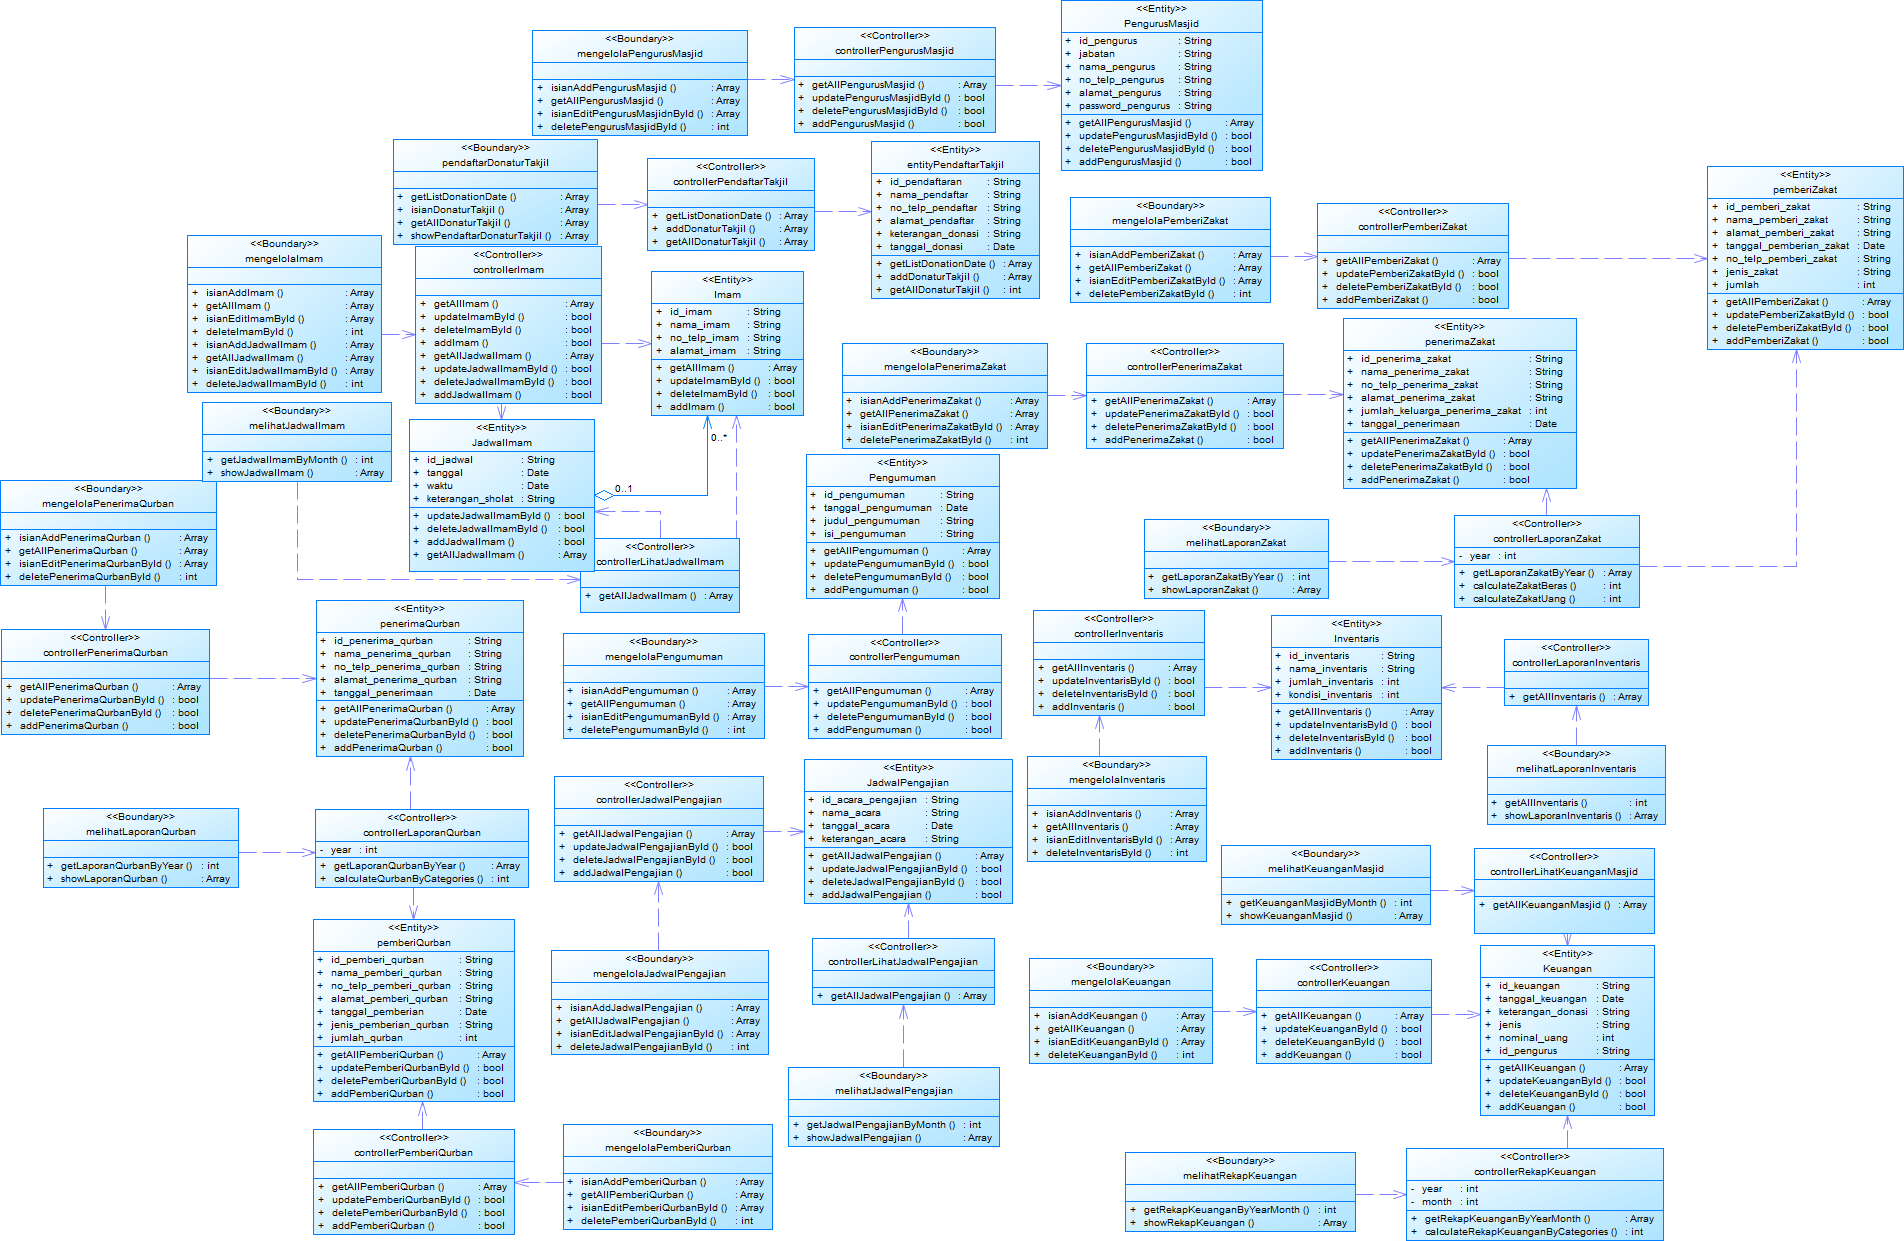 <<Boundary>>
mengelolaPengurusMasjid
+ isianAddPengurusMasjid () : Array
+ getAllPengurusMasjid () : Array
+ isianEditPengurusMasjidnById () : Array
+ deletePengurusMasjidById () : int
<<Controller>>
controllerPengurusMasjid
+ getAllPengurusMasjid () : Array
+ updatePengurusMasjidById () : bool
+ deletePengurusMasjidById () : bool
+ addPengurusMasjid () : bool
<<Entity>>
PengurusMasjid
+ id_pengurus : String
+ jabatan : String
+ nama_pengurus : String
+ no_telp_pengurus : String
+ alamat_pengurus : String
+ password_pengurus : String
+ getAllPengurusMasjid () : Array
+ updatePengurusMasjidById () : bool
+ deletePengurusMasjidById () : bool
+ addPengurusMasjid () : bool
<<Boundary>>
pendaftarDonaturTakjil
+ getListDonationDate () : Array
+ isianDonaturTakjil () : Array
+ getAllDonaturTakjil () : Array
+ showPendaftarDonaturTakjil () : Array
<<Controller>>
controllerPendaftarTakjil
+ getListDonationDate () : Array
+ addDonaturTakjil () : Array
+ getAllDonaturTakjil () : Array
<<Entity>>
entityPendaftarTakjil
+ id_pendaftaran : String
+ nama_pendaftar : String
+ no_telp_pendaftar : String
+ alamat_pendaftar : String
+ keterangan_donasi : String
+ tanggal_donasi : Date
+ getListDonationDate () : Array
+ addDonaturTakjil () : Array
+ getAllDonaturTakjil () : int
<<Boundary>>
mengelolaPemberiZakat
+ isianAddPemberiZakat () : Array
+ getAllPemberiZakat () : Array
+ isianEditPemberiZakatById () : Array
+ deletePemberiZakatById () : int
<<Controller>>
controllerPemberiZakat
+ getAllPemberiZakat () : Array
+ updatePemberiZakatById () : bool
+ deletePemberiZakatById () : bool
+ addPemberiZakat () : bool
<<Entity>>
pemberiZakat
+ id_pemberi_zakat : String
+ nama_pemberi_zakat : String
+ alamat_pemberi_zakat : String
+ tanggal_pemberian_zakat : Date
+ no_telp_pemberi_zakat : String
+ jenis_zakat : String
+ jumlah : int
+ getAllPemberiZakat () : Array
+ updatePemberiZakatById () : bool
+ deletePemberiZakatById () : bool
+ addPemberiZakat () : bool
<<Boundary>>
mengelolaImam
+ isianAddImam () : Array
+ getAllImam () : Array
+ isianEditImamById () : Array
+ deleteImamById () : int
+ isianAddJadwalImam () : Array
+ getAllJadwalImam () : Array
+ isianEditJadwalImamById () : Array
+ deleteJadwalImamById () : int
<<Controller>>
controllerImam
+ getAllImam () : Array
+ updateImamById () : bool
+ deleteImamById () : bool
+ addImam () : bool
+ getAllJadwalImam () : Array
+ updateJadwalImamById () : bool
+ deleteJadwalImamById () : bool
+ addJadwalImam () : bool
<<Entity>>
Imam
+ id_imam : String
+ nama_imam : String
+ no_telp_imam : String
+ alamat_imam : String
+ getAllImam () : Array
+ updateImamById () : bool
+ deleteImamById () : bool
+ addImam () : bool
<<Boundary>>
mengelolaPenerimaZakat
+ isianAddPenerimaZakat () : Array
+ getAllPenerimaZakat () : Array
+ isianEditPenerimaZakatById () : Array
+ deletePenerimaZakatById () : int
<<Controller>>
controllerPenerimaZakat
+ getAllPenerimaZakat () : Array
+ updatePenerimaZakatById () : bool
+ deletePenerimaZakatById () : bool
+ addPenerimaZakat () : bool
<<Entity>>
penerimaZakat
+ id_penerima_zakat : String
+ nama_penerima_zakat : String
+ no_telp_penerima_zakat : String
+ alamat_penerima_zakat : String
+ jumlah_keluarga_penerima_zakat : int
+ tanggal_penerimaan : Date
+ getAllPenerimaZakat () : Array
+ updatePenerimaZakatById () : bool
+ deletePenerimaZakatById () : bool
+ addPenerimaZakat () : bool
<<Boundary>>
melihatJadwalImam
+ getJadwalImamByMonth () : int
+ showJadwalImam () : Array
<<Entity>>
JadwalImam
+ id_jadwal : String
+ tanggal : Date
+ waktu : Date
+ keterangan_sholat : String
+ updateJadwalImamById () : bool
+ deleteJadwalImamById () : bool
+ addJadwalImam () : bool
+ getAllJadwalImam () : Array
0..1
0..*
<<Controller>>
controllerLihatJadwalImam
+ getAllJadwalImam () : Array
<<Boundary>>
mengelolaPenerimaQurban
+ isianAddPenerimaQurban () : Array
+ getAllPenerimaQurban () : Array
+ isianEditPenerimaQurbanById () : Array
+ deletePenerimaQurbanById () : int
<<Entity>>
Pengumuman
+ id_pengumuman : String
+ tanggal_pengumuman : Date
+ judul_pengumuman : String
+ isi_pengumuman : String
+ getAllPengumuman () : Array
+ updatePengumumanById () : bool
+ deletePengumumanById () : bool
+ addPengumuman () : bool
<<Boundary>>
melihatLaporanZakat
+ getLaporanZakatByYear () : int
+ showLaporanZakat () : Array
<<Controller>>
controllerLaporanZakat
- year : int
+ getLaporanZakatByYear () : Array
+ calculateZakatBeras () : int
+ calculateZakatUang () : int
<<Controller>>
controllerPenerimaQurban
+ getAllPenerimaQurban () : Array
+ updatePenerimaQurbanById () : bool
+ deletePenerimaQurbanById () : bool
+ addPenerimaQurban () : bool
<<Entity>>
penerimaQurban
+ id_penerima_qurban : String
+ nama_penerima_qurban : String
+ no_telp_penerima_qurban : String
+ alamat_penerima_qurban : String
+ tanggal_penerimaan : Date
+ getAllPenerimaQurban () : Array
+ updatePenerimaQurbanById () : bool
+ deletePenerimaQurbanById () : bool
+ addPenerimaQurban () : bool
<<Boundary>>
mengelolaPengumuman
+ isianAddPengumuman () : Array
+ getAllPengumuman () : Array
+ isianEditPengumumanById () : Array
+ deletePengumumanById () : int
<<Controller>>
controllerPengumuman
+ getAllPengumuman () : Array
+ updatePengumumanById () : bool
+ deletePengumumanById () : bool
+ addPengumuman () : bool
<<Controller>>
controllerInventaris
+ getAllInventaris () : Array
+ updateInventarisById () : bool
+ deleteInventarisById () : bool
+ addInventaris () : bool
<<Entity>>
Inventaris
+ id_inventaris : String
+ nama_inventaris : String
+ jumlah_inventaris : int
+ kondisi_inventaris : int
+ getAllInventaris () : Array
+ updateInventarisById () : bool
+ deleteInventarisById () : bool
+ addInventaris () : bool
<<Controller>>
controllerLaporanInventaris
+ getAllInventaris () : Array
<<Boundary>>
melihatLaporanInventaris
+ getAllInventaris () : int
+ showLaporanInventaris () : Array
<<Boundary>>
mengelolaInventaris
+ isianAddInventaris () : Array
+ getAllInventaris () : Array
+ isianEditInventarisById () : Array
+ deleteInventarisById () : int
<<Boundary>>
melihatLaporanQurban
+ getLaporanQurbanByYear () : int
+ showLaporanQurban () : Array
<<Controller>>
controllerLaporanQurban
- year : int
+ getLaporanQurbanByYear () : Array
+ calculateQurbanByCategories () : int
<<Controller>>
controllerJadwalPengajian
+ getAllJadwalPengajian () : Array
+ updateJadwalPengajianById () : bool
+ deleteJadwalPengajianById () : bool
+ addJadwalPengajian () : bool
<<Entity>>
JadwalPengajian
+ id_acara_pengajian : String
+ nama_acara : String
+ tanggal_acara : Date
+ keterangan_acara : String
+ getAllJadwalPengajian () : Array
+ updateJadwalPengajianById () : bool
+ deleteJadwalPengajianById () : bool
+ addJadwalPengajian () : bool
<<Boundary>>
melihatKeuanganMasjid
+ getKeuanganMasjidByMonth () : int
+ showKeuanganMasjid () : Array
<<Controller>>
controllerLihatKeuanganMasjid
+ getAllKeuanganMasjid () : Array
<<Entity>>
pemberiQurban
+ id_pemberi_qurban : String
+ nama_pemberi_qurban : String
+ no_telp_pemberi_qurban : String
+ alamat_pemberi_qurban : String
+ tanggal_pemberian : Date
+ jenis_pemberian_qurban : String
+ jumlah_qurban : int
+ getAllPemberiQurban () : Array
+ updatePemberiQurbanById () : bool
+ deletePemberiQurbanById () : bool
+ addPemberiQurban () : bool
<<Boundary>>
mengelolaJadwalPengajian
+ isianAddJadwalPengajian () : Array
+ getAllJadwalPengajian () : Array
+ isianEditJadwalPengajianById () : Array
+ deleteJadwalPengajianById () : int
<<Controller>>
controllerLihatJadwalPengajian
+ getAllJadwalPengajian () : Array
<<Boundary>>
mengelolaKeuangan
+ isianAddKeuangan () : Array
+ getAllKeuangan () : Array
+ isianEditKeuanganById () : Array
+ deleteKeuanganById () : int
<<Controller>>
controllerKeuangan
+ getAllKeuangan () : Array
+ updateKeuanganById () : bool
+ deleteKeuanganById () : bool
+ addKeuangan () : bool
<<Entity>>
Keuangan
+ id_keuangan : String
+ tanggal_keuangan : Date
+ keterangan_donasi : String
+ jenis : String
+ nominal_uang : int
+ id_pengurus : String
+ getAllKeuangan () : Array
+ updateKeuanganById () : bool
+ deleteKeuanganById () : bool
+ addKeuangan () : bool
<<Boundary>>
melihatJadwalPengajian
+ getJadwalPengajianByMonth () : int
+ showJadwalPengajian () : Array
<<Controller>>
controllerPemberiQurban
+ getAllPemberiQurban () : Array
+ updatePemberiQurbanById () : bool
+ deletePemberiQurbanById () : bool
+ addPemberiQurban () : bool
<<Boundary>>
mengelolaPemberiQurban
+ isianAddPemberiQurban () : Array
+ getAllPemberiQurban () : Array
+ isianEditPemberiQurbanById () : Array
+ deletePemberiQurbanById () : int
<<Boundary>>
melihatRekapKeuangan
+ getRekapKeuanganByYearMonth () : int
+ showRekapKeuangan () : Array
<<Controller>>
controllerRekapKeuangan
- year : int
- month : int
+ getRekapKeuanganByYearMonth () : Array
+ calculateRekapKeuanganByCategories () : int